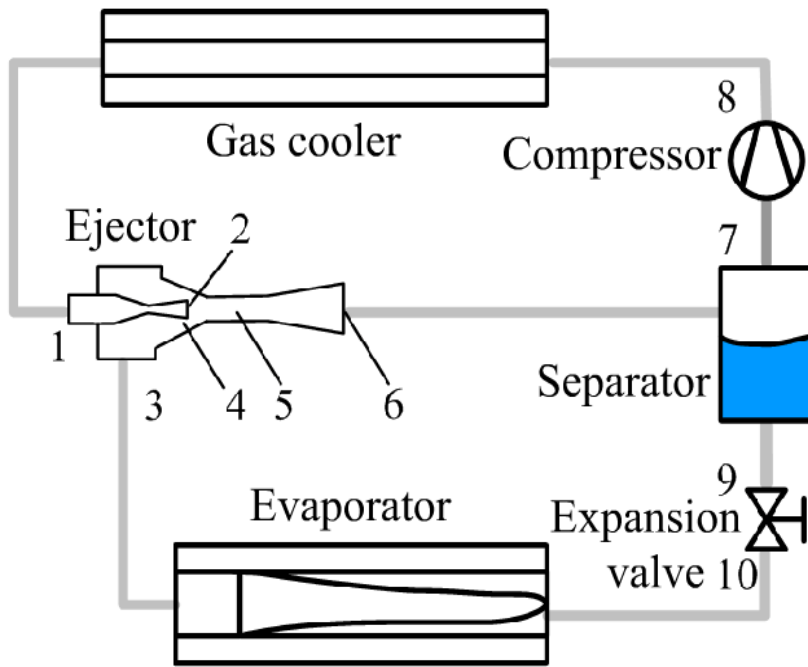 8
Gas cooler
Compressor
Ejector
2
7
1
3
4
5
6
Separator
9
Evaporator
Expansion
valve 10